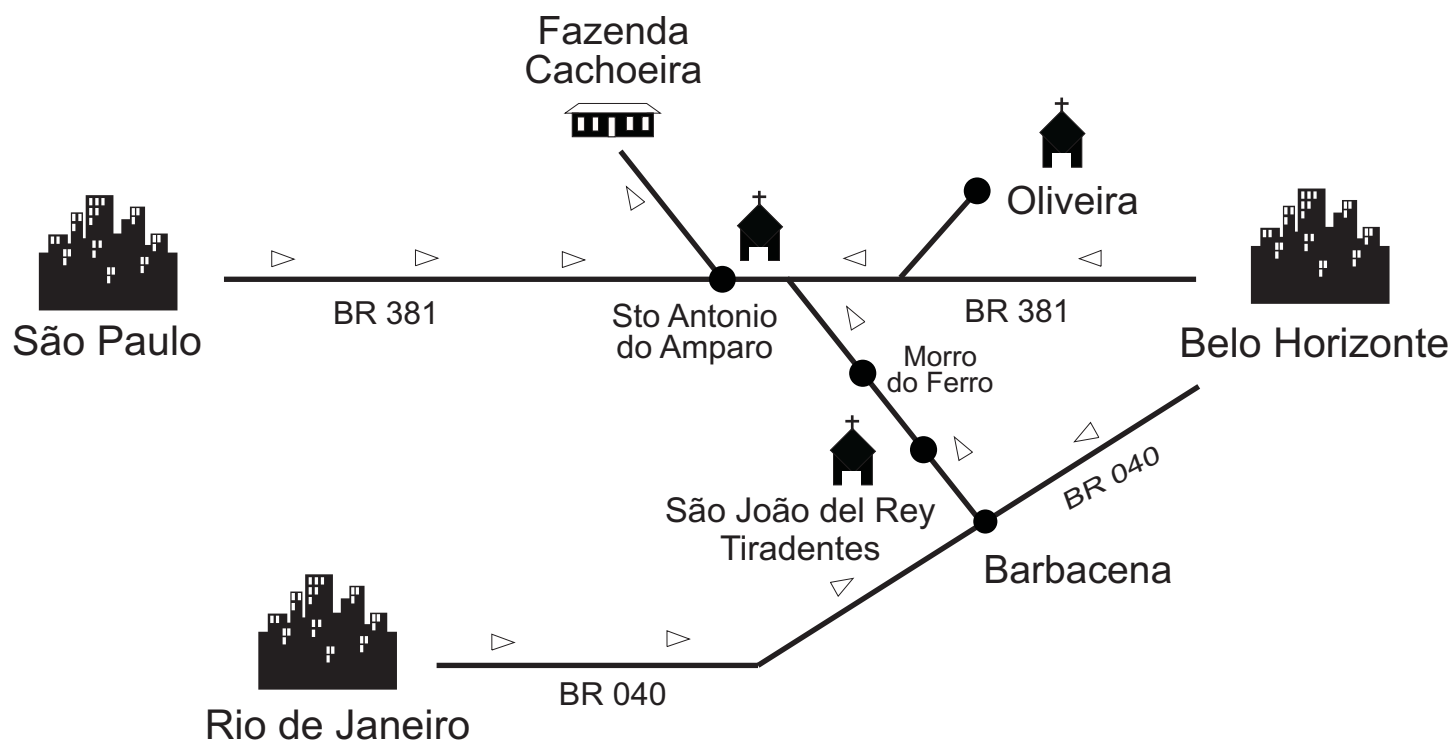 Fazenda
Cachoeira
Oliveira
BR 381
São Paulo
Sto Antonio
do Amparo
BR 381
Belo Horizonte
Morro
do Ferro
BR 040
São João del Rey
Tiradentes
Barbacena
BR 040
Rio de Janeiro